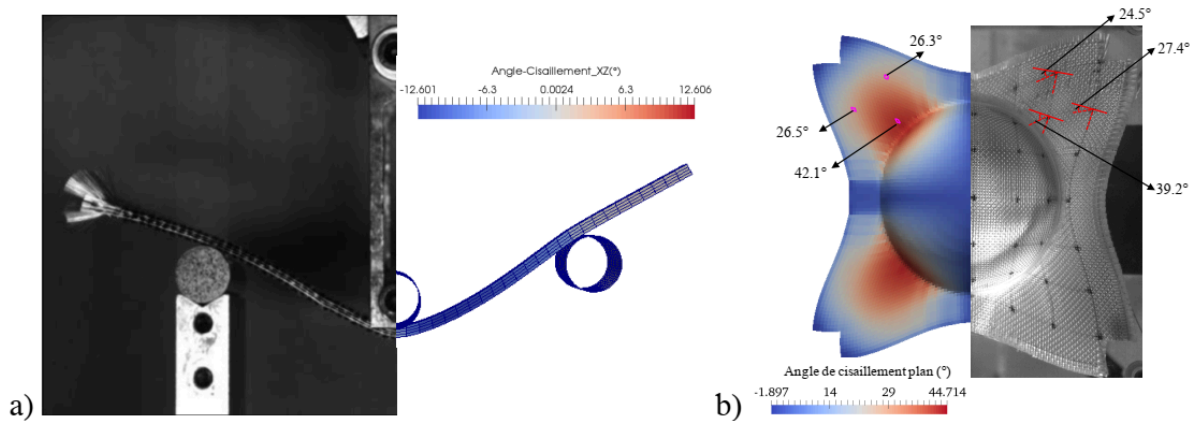 Angle-Cisaillement_XZ(°)
-12.601 -6.3 0.0024 6.3 12.606
a)
26.3°
26.5°
42.1°
24.5°
27.4°
39.2°
Angle de cisaillement plan (°)
-1.897 14 29 44.714
b)